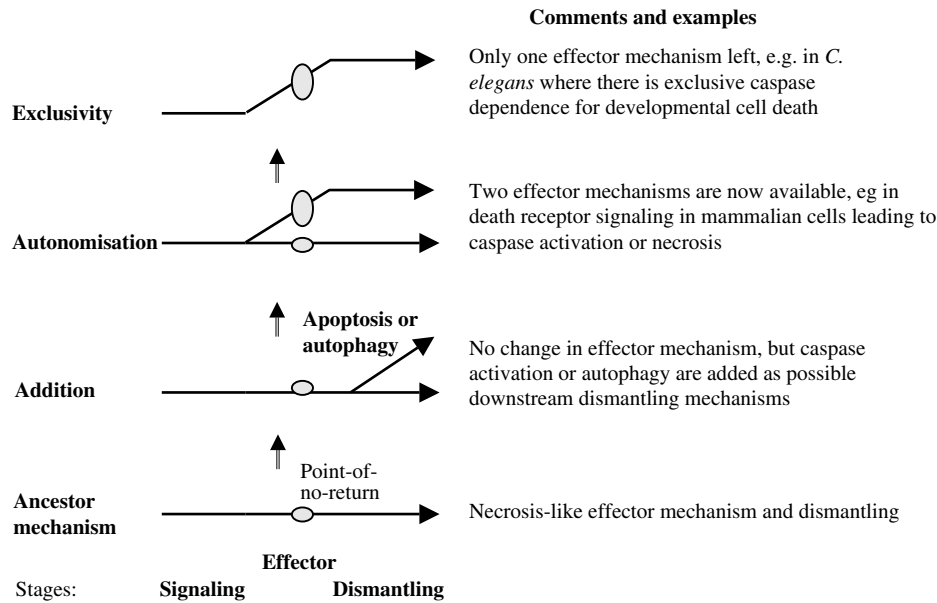 Comments and examples
Only one effector mechanism left, e.g. in C.
elegans where there is exclusive caspase
dependence for developmental cell death
Exclusivity
Two effector mechanisms are now available, eg in
death receptor signaling in mammalian cells leading to
caspase activation or necrosis
Autonomisation
Apoptosis or
autophagy
No change in effector mechanism, but caspase
activation or autophagy are added as possible
downstream dismantling mechanisms
Addition
Point-of-
no-return
Ancestor
mechanism
Necrosis-like effector mechanism and dismantling
Effector
Stages: Signaling Dismantling